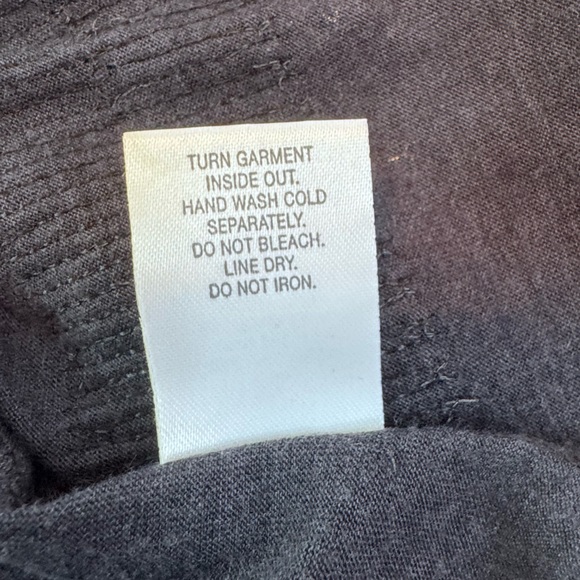 TURN GARMENT
INSIDE OUT.
HAND WASH COLD
SEPARATELY.
DO NOT BLEACH.
LINE DRY.
DO NOT IRON.